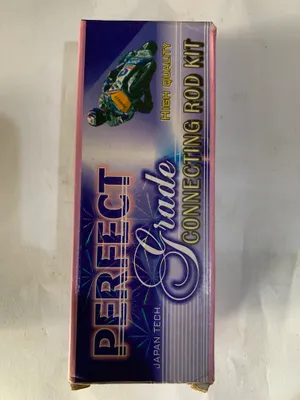 PERFECT
Grade
HIGH QUALITY
CONNECTING ROD KIT
JAPAN TECH